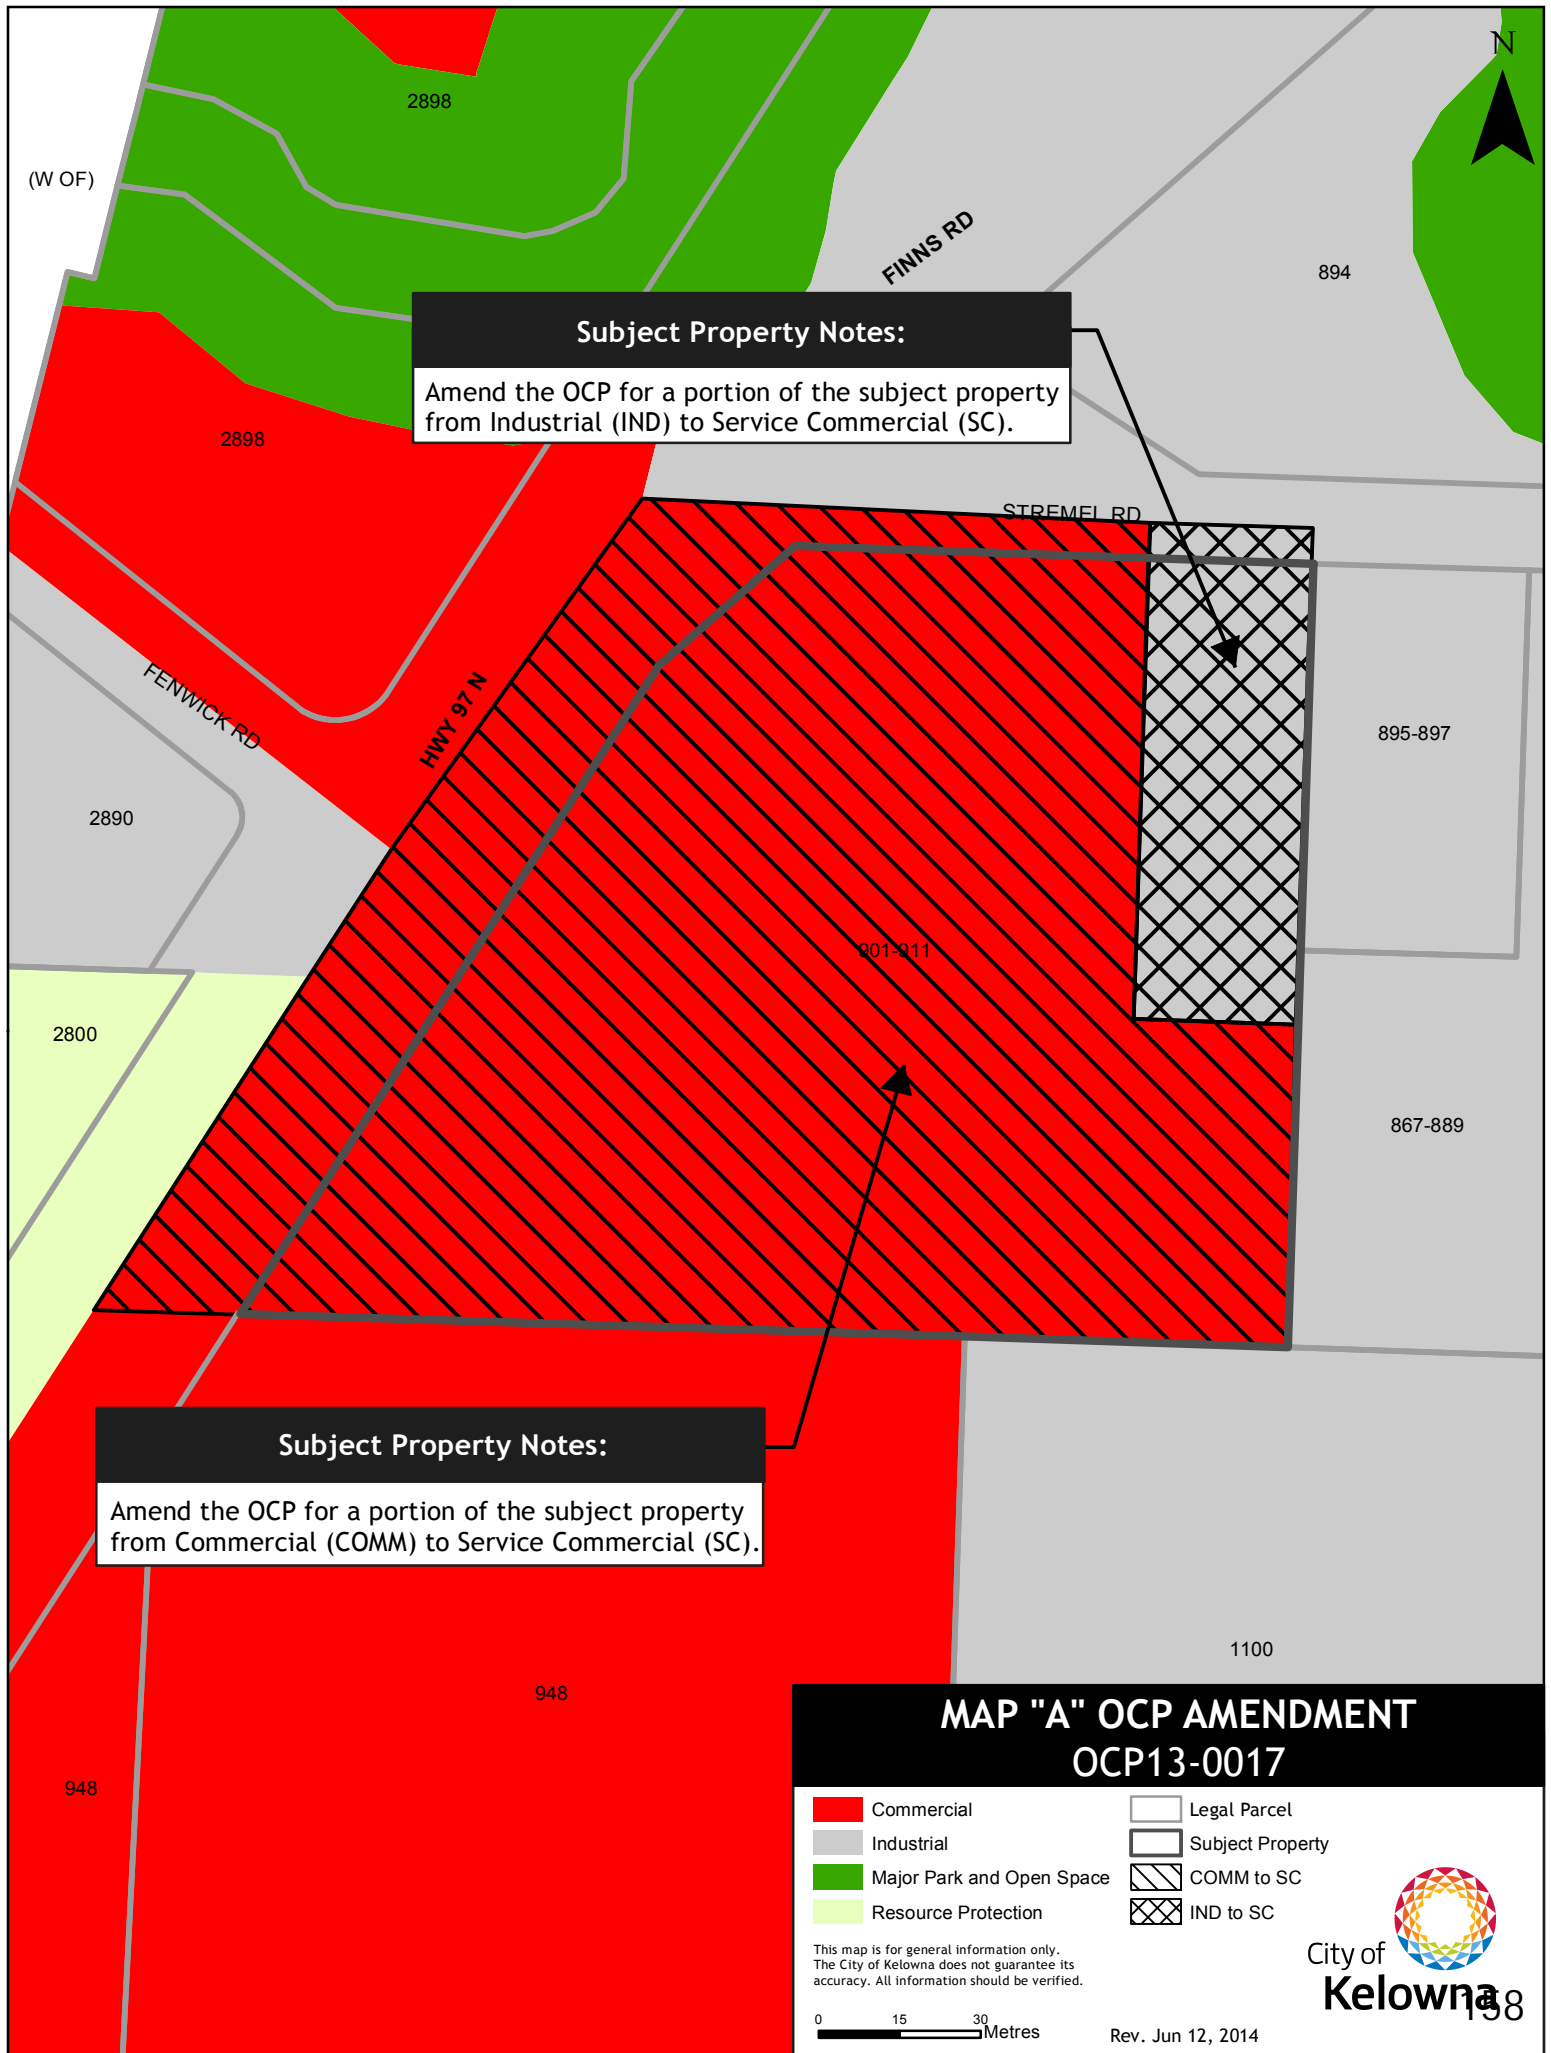 2898
N
(W OF)
FINNS RD
894
Subject Property Notes:
Amend the OCP for a portion of the subject property
from Industrial (IND) to Service Commercial (SC).
2898
STREMEL RD
FENWICK RD
HWY 97 N
895-897
2890
901-911
2800
867-889
Subject Property Notes:
Amend the OCP for a portion of the subject property
from Commercial (COMM) to Service Commercial (SC).
1100
948
948
MAP "A" OCP AMENDMENT
OCP13-0017
Commercial
Industrial
Major Park and Open Space
Resource Protection
Legal Parcel
Subject Property
COMM to SC
IND to SC
This map is for general information only.
The City of Kelowna does not guarantee its
accuracy. All information should be verified.
0 15 30
Metres
Rev. Jun 12, 2014
City of
Kelowna
158